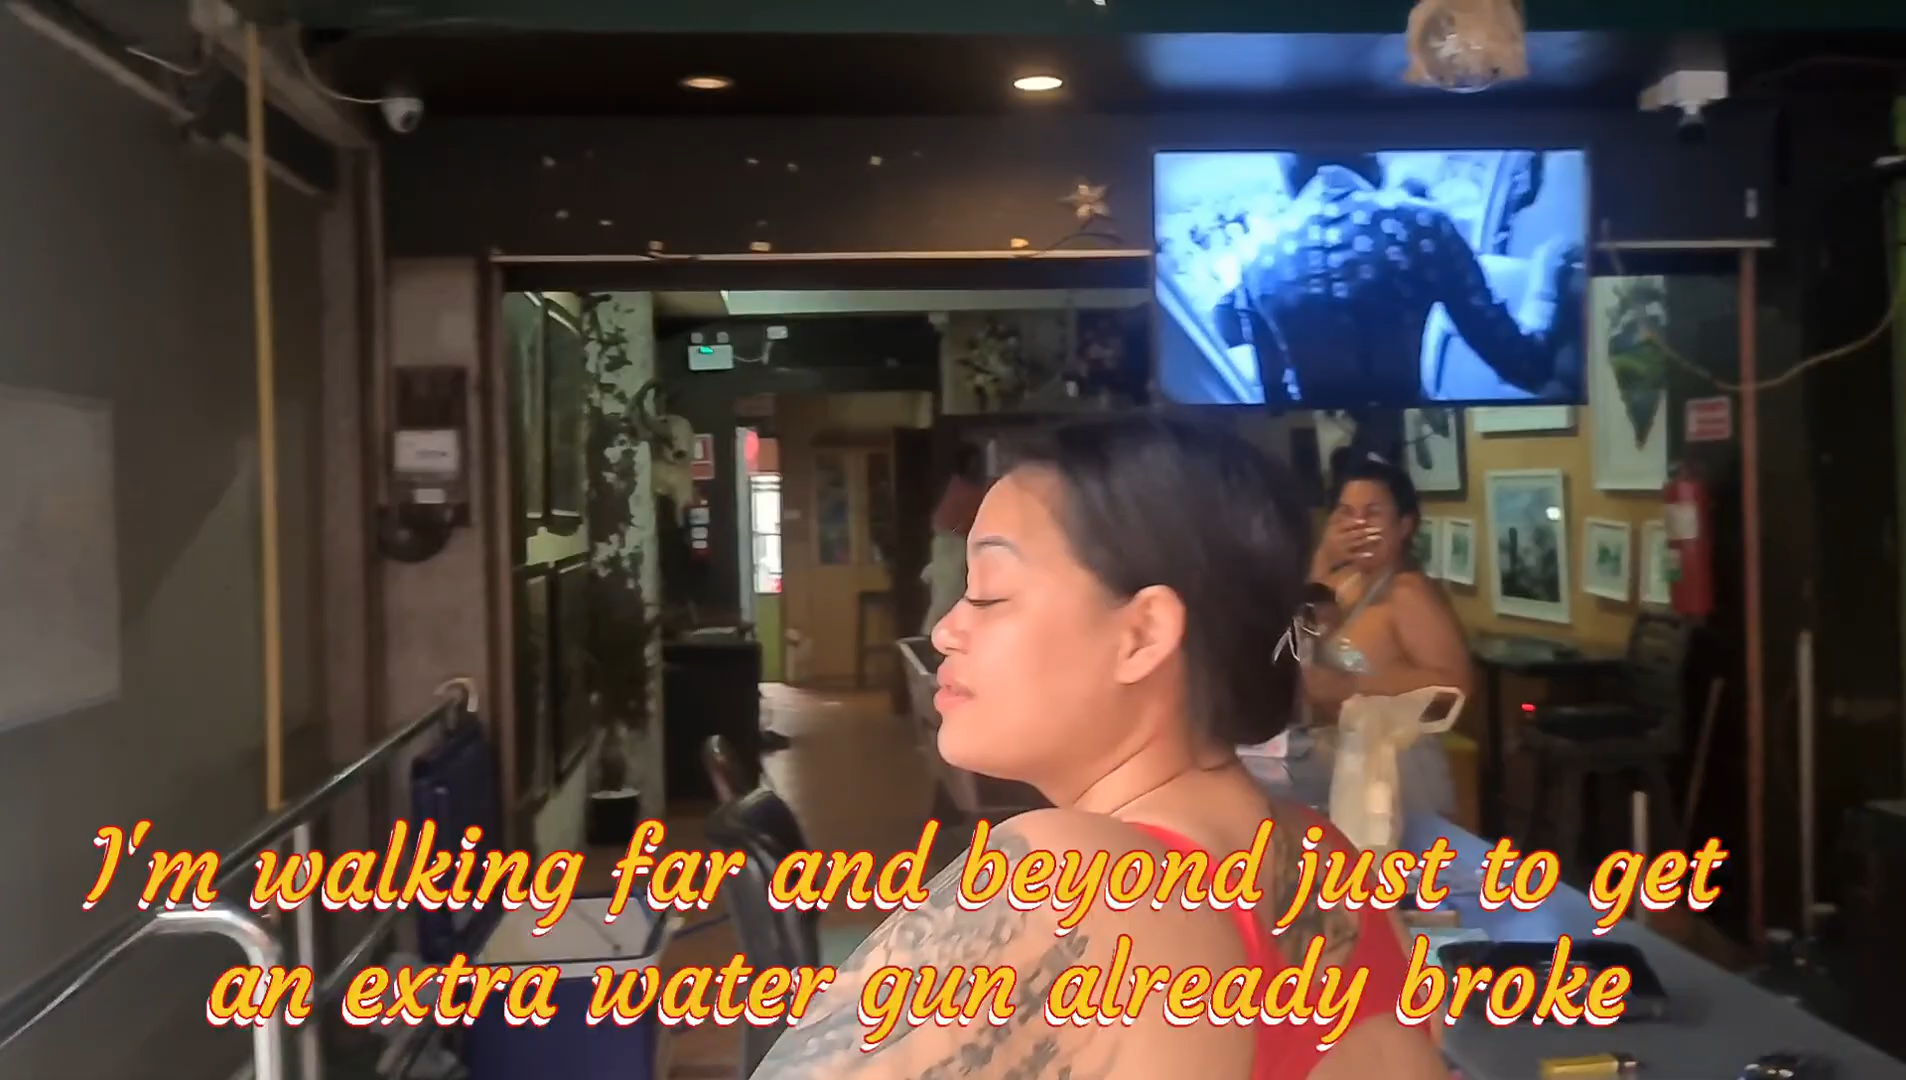 I'm walking far and beyond just to get
an extra water gun already broke